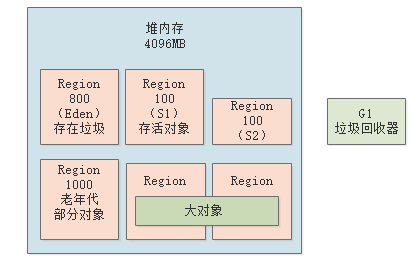 堆内存
4096MB
Region
800
（Eden）
存在垃圾
Region
100
（S1）
存活对象
Region
100
（S2）
G1
垃圾回收器
Region
1000
老年代
部分对象
Region
Region
大对象